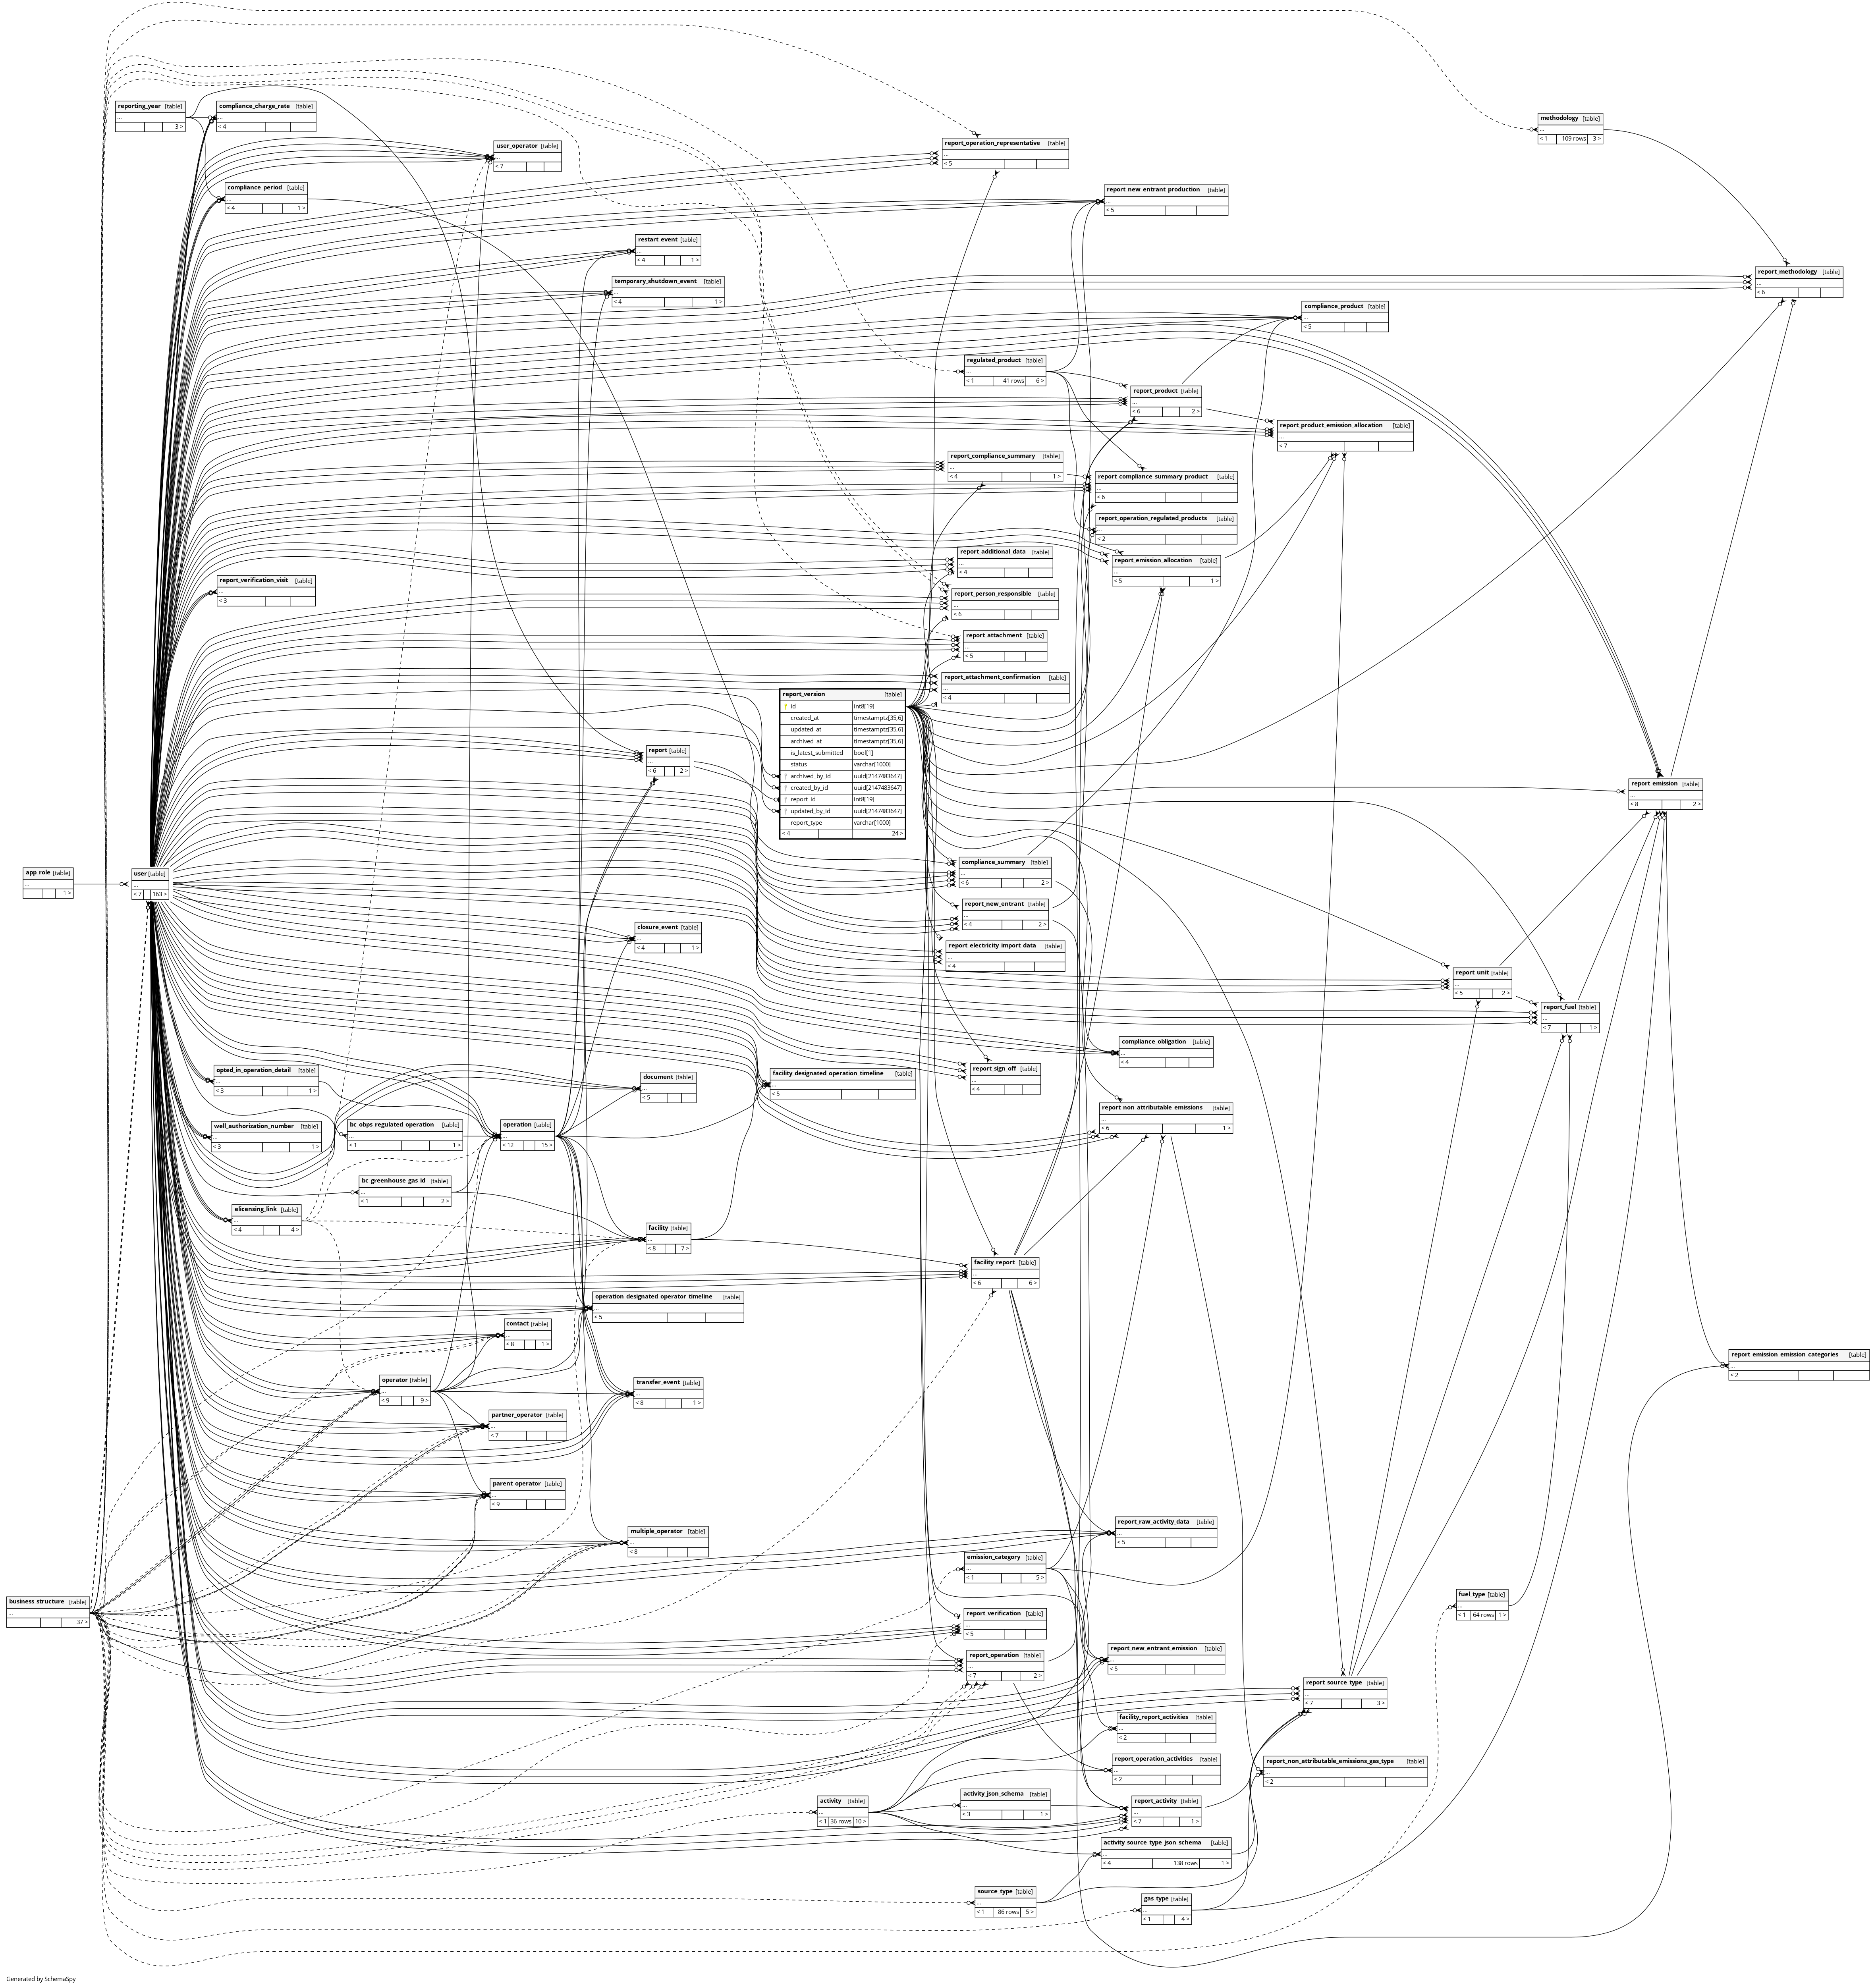 methodology [table]
...
< 1 109 rows 3 >
reporting_year [table]
...
3 >
compliance_charge_rate [table]
...
< 4
user_operator [table]
...
< 7
report_operation_representative [table]
...
< 5
compliance_period [table]
...
< 4 1 >
report_new_entrant_production [table]
...
< 5
restart_event [table]
...
< 4 1 >
report_methodology [table]
...
< 6
temporary_shutdown_event [table]
...
< 4 1 >
compliance_product [table]
...
< 5
regulated_product [table]
...
< 1 41 rows 6 >
report_product [table]
...
< 6 2 >
report_product_emission_allocation [table]
...
< 7
report_compliance_summary [table]
...
< 4 1 >
report_compliance_summary_product [table]
...
< 6
report_operation_regulated_products [table]
...
< 2
report_additional_data [table]
...
< 4
report_emission_allocation [table]
...
< 5 1 >
report_verification_visit [table]
...
< 3
report_person_responsible [table]
...
< 6
report_attachment [table]
...
< 5
report_attachment_confirmation [table]
...
< 4
report_version [table]
id int8[19]
created_at timestamptz[35,6]
updated_at timestamptz[35,6]
archived_at timestamptz[35,6]
is_latest_submitted bool[1]
status varchar[1000]
archived_by_id uuid[2147483647]
created_by_id uuid[2147483647]
report_id int8[19]
updated_by_id uuid[2147483647]
report_type varchar[1000]
< 4 24 >
report [table]
...
< 6 2 >
report_emission [table]
...
< 8 2 >
compliance_summary [table]
...
< 6 2 >
app_role [table]
...
1 >
user [table]
...
< 7 163 >
report_new_entrant [table]
...
< 4 2 >
closure_event [table]
...
< 4 1 >
report_electricity_import_data [table]
...
< 4
report_unit [table]
...
< 5 2 >
report_fuel [table]
...
< 7 1 >
compliance_obligation [table]
...
< 4
opted_in_operation_detail [table]
...
< 3 1 >
document [table]
...
< 5
facility_designated_operation_timeline [table]
...
< 5
report_sign_off [table]
...
< 4
report_non_attributable_emissions [table]
...
< 6 1 >
well_authorization_number [table]
...
< 3 1 >
bc_obps_regulated_operation [table]
...
< 1 1 >
operation [table]
...
< 12 15 >
bc_greenhouse_gas_id [table]
...
< 1 2 >
elicensing_link [table]
...
< 4 4 >
facility [table]
...
< 8 7 >
facility_report [table]
...
< 6 6 >
operation_designated_operator_timeline [table]
...
< 5
contact [table]
...
< 8 1 >
report_emission_emission_categories [table]
...
< 2
operator [table]
...
< 9 9 >
transfer_event [table]
...
< 8 1 >
partner_operator [table]
...
< 7
parent_operator [table]
...
< 9
multiple_operator [table]
...
< 8
report_raw_activity_data [table]
...
< 5
emission_category [table]
...
< 1 5 >
business_structure [table]
...
37 >
fuel_type [table]
...
< 1 64 rows 1 >
report_verification [table]
...
< 5
report_operation [table]
...
< 7 2 >
report_new_entrant_emission [table]
...
< 5
report_source_type [table]
...
< 7 3 >
facility_report_activities [table]
...
< 2
report_operation_activities [table]
...
< 2
report_non_attributable_emissions_gas_type [table]
...
< 2
activity [table]
...
< 1 36 rows 10 >
activity_json_schema [table]
...
< 3 1 >
report_activity [table]
...
< 7 1 >
activity_source_type_json_schema [table]
...
< 4 138 rows 1 >
source_type [table]
...
< 1 86 rows 5 >
gas_type [table]
...
< 1 4 >
Generated by SchemaSpy